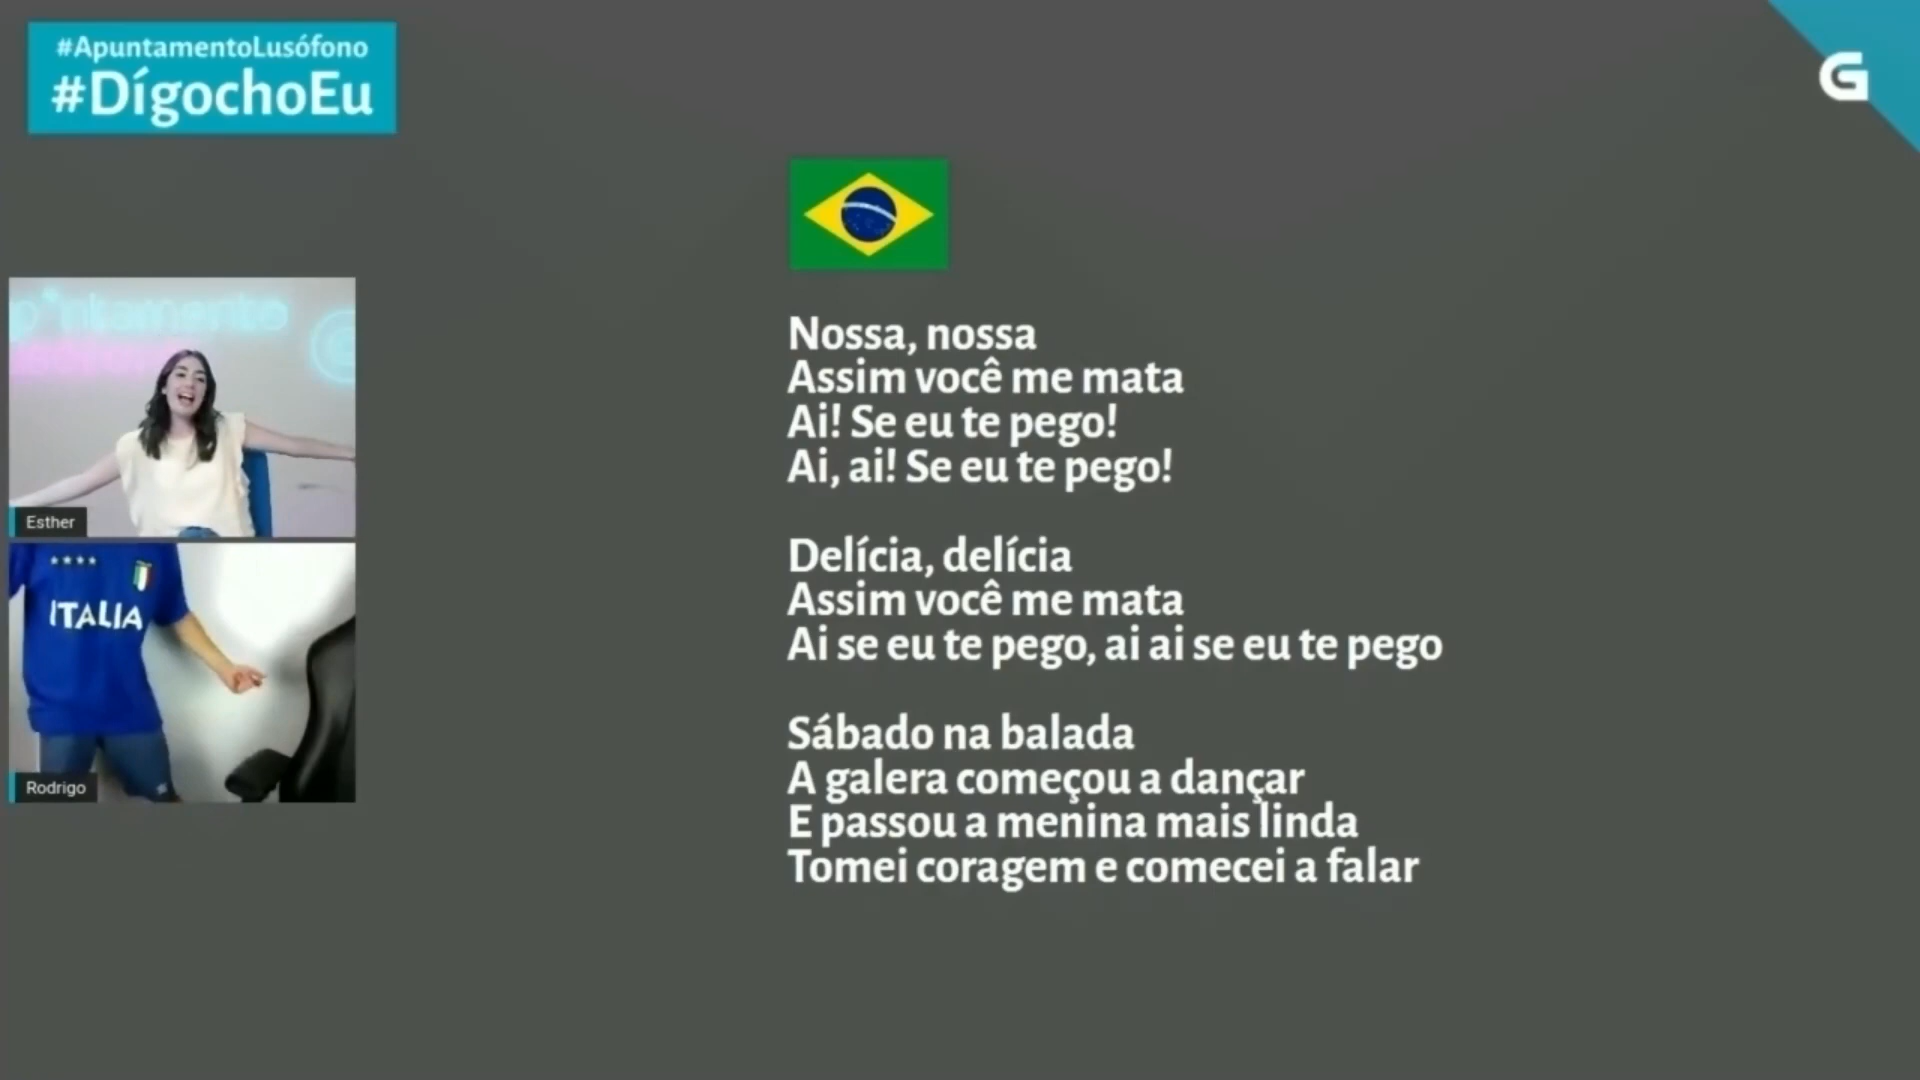 #ApuntamentoLusófono
#DígochoEu
G
Nossa, nossa
Assim você me mata
Ai! Se eu te pego!
Ai, ai! Se eu te pego!
Delícia, delícia
Assim você me mata
Ai se eu te pego, ai ai se eu te pego
Sábado na balada
A galera começou a dançar
E passou a menina mais linda
Tomei coragem e comecei a falar
Esther
ITALIA
Rodrigo